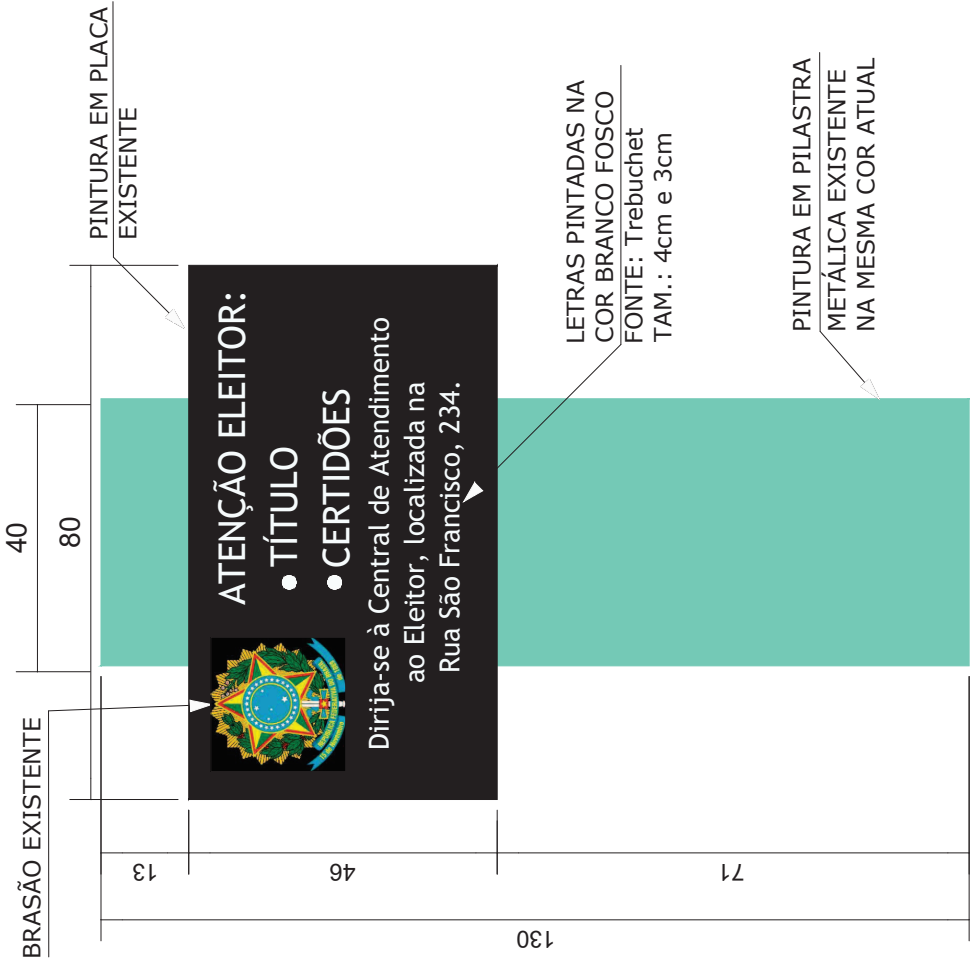 40
80
PINTURA EM PLACA
EXISTENTE
BRASÃO EXISTENTE
ATENÇÃO ELEITOR:
• TÍTULO
• CERTIDÕES
Dirija-se à Central de Atendimento
ao Eleitor, localizada na
Rua São Francisco, 234.
LETRAS PINTADAS NA
COR BRANCO FOSCO
FONTE: Trebuchet
TAM.: 4cm e 3cm
PINTURA EM PILASTRA
METÁLICA EXISTENTE
NA MESMA COR ATUAL
13
46
71
130